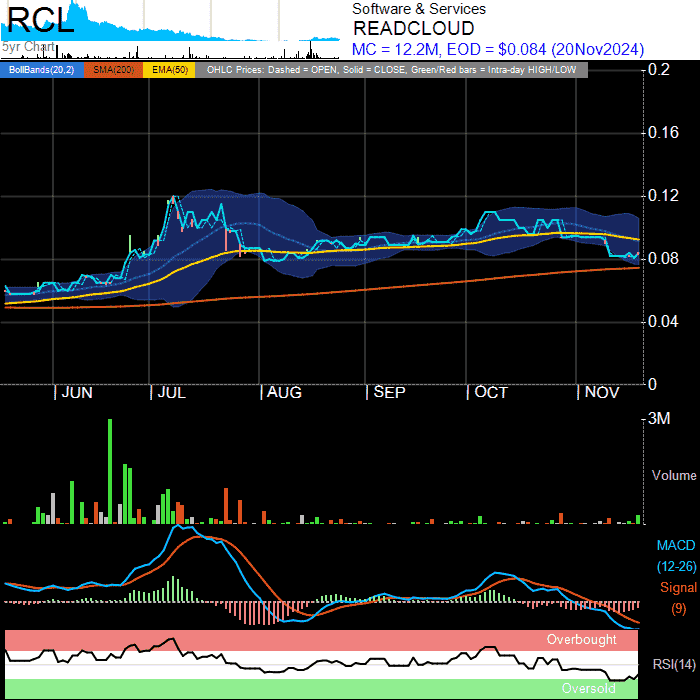 RCL
5yr Chart
Software & Services
READCLOUD
MC = 12.2M, EOD = $0.084 (20Nov2024)
BollBands(20,2) SMA(200) EMA(50) OHLC Prices: Dashed = OPEN, Solid = CLOSE, Green/Red bars = Intra-day HIGH/LOW
0.2
0.16
0.12
0.08
0.04
0
JUN JUL AUG SEP OCT NOV
3M
Volume
MACD
(12-26)
Signal
(9)
Overbought
RSI(14)
Oversold